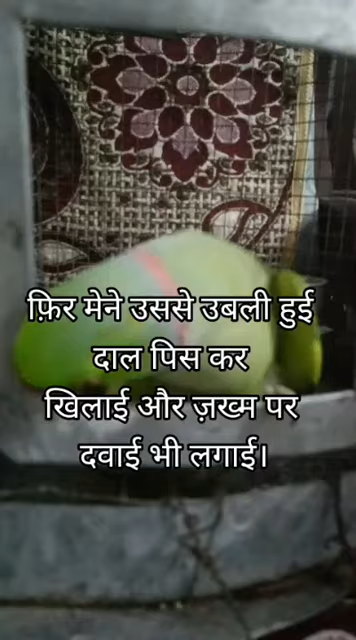 फ़िर मेने उससे उबली हुई
दाल पिस कर
खिलाई और ज़ख्म पर
दवाई भी लगाई।